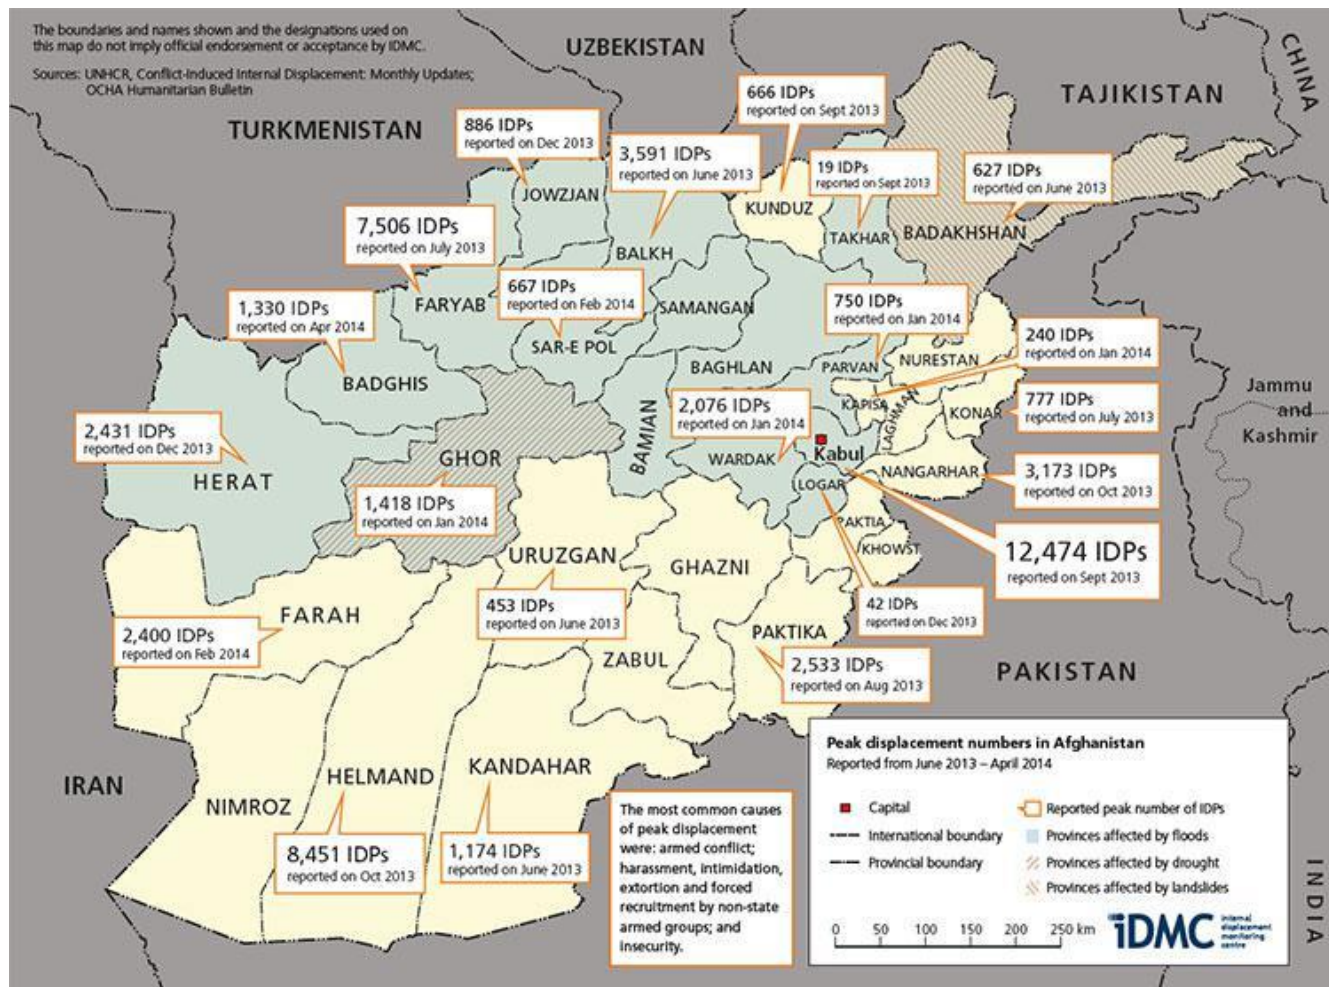 The boundaries and names shown and the designations used on
this map do not imply official endorsement or acceptance by IDMC.
Sources: UNHCR, Conflict-Induced Internal Displacement: Monthly Updates;
OCHA Humanitarian Bulletin
UZBEKISTAN
TAJIKISTAN
CHINA
TURKMENISTAN
666 IDPs
reported on Sept 2013
886 IDPs
reported on Dec 2013
3,591 IDPs
reported on June 2013
19 IDPs
reported on Sept 2013
627 IDPs
reported on June 2013
JOWZJAN
KUNDUZ
TAKHAR
BADAKHSHAN
7,506 IDPs
reported on July 2013
BALKH
FARYAB
667 IDPs
reported on Feb 2014
SAMANGAN
750 IDPs
reported on Jan 2014
1,330 IDPs
reported on Apr 2014
240 IDPs
reported on Jan 2014
SAR-E POL
BAGHLAN
PARVAN
NURESTAN
BADGHIS
KAPISA
LAGHMAN
KONAR
777 IDPs
reported on July 2013
Jammu
and
Kashmir
2,431 IDPs
reported on Dec 2013
2,076 IDPs
reported on Jan 2014
BAMIAN
Kabul
HERAT
GHOR
WARDAK
LOGAR
NANGARHAR
3,173 IDPs
reported on Oct 2013
1,418 IDPs
reported on Jan 2014
PAKTIA
KHOWST
12,474 IDPs
reported on Sept 2013
URUZGAN
GHAZNI
453 IDPs
reported on June 2013
42 IDPs
reported on Dec 2013
FARAH
2,400 IDPs
reported on Feb 2014
PAKTIKA
ZABUL
2,533 IDPs
reported on Aug 2013
PAKISTAN
IRAN
NIMROZ
HELMAND
KANDAHAR
8,451 IDPs
reported on Oct 2013
1,174 IDPs
reported on June 2013
The most common causes
of peak displacement
were: armed conflict;
harassment, intimidation,
extortion and forced
recruitment by non-state
armed groups; and
insecurity.
Peak displacement numbers in Afghanistan
Reported from June 2013 – April 2014
Capital
International boundary
Provincial boundary
Reported peak number of IDPs
Provinces affected by floods
Provinces affected by drought
Provinces affected by landslides
0 50 100 150 200 250 km
iDMC
internal
displacement
monitoring
centre
INDIA